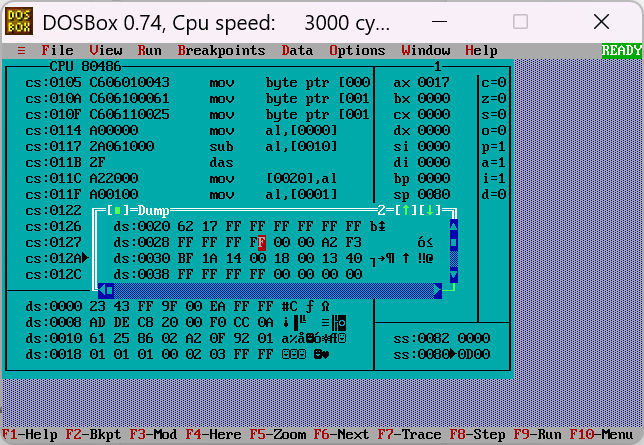 DOSBox 0.74, Cpu speed: 3000 cy...
≡ File View Run Breakpoints Data Options Window Help READY
CPU 80486 1
cs:0105 C606010043 mov byte ptr [000 ax 0017 c=0
cs:010A C606100061 mov byte ptr [001 bx 0000 z=0
cs:010F C606110025 mov byte ptr [001 cx 0000 s=0
cs:0114 A00000 mov al,[0000] dx 0000 o=0
cs:0117 2A061000 sub al,[0010] si 0000 p=1
cs:011B 2F das di 0000 a=1
cs:011C A22000 mov [0020],al bp 0000 i=1
cs:011F A00100 mov al,[0001] sp 0080 d=0
cs:0122 [■]=Dump 2=[↑][↓]
cs:0126 ds:0020 62 17 FF FF FF FF FF FF b↨
cs:0127 ds:0028 FF FF FF FF 00 00 A2 F3 ó≤
cs:012A► ds:0030 BF 1A 14 00 18 00 13 40 ┐→¶ ↑ ‼@
cs:012C ds:0038 FF FF FF FF 00 00 00 00
ds:0000 23 43 FF 9F 00 EA FF FF #C ƒ Ω
ds:0008 AD DE C8 20 00 F0 CC 0A ¡▐╚ ≡╠◙ ss:0082 0000
ds:0010 61 25 86 02 A2 0F 92 01 a%å☻ó☼Æ☺ ss:0080►0D00
ds:0018 01 01 01 00 02 03 FF FF ☺☺☺ ☻♥
F1-Help F2-Bkpt F3-Mod F4-Here F5-Zoom F6-Next F7-Trace F8-Step F9-Run F10-Menu